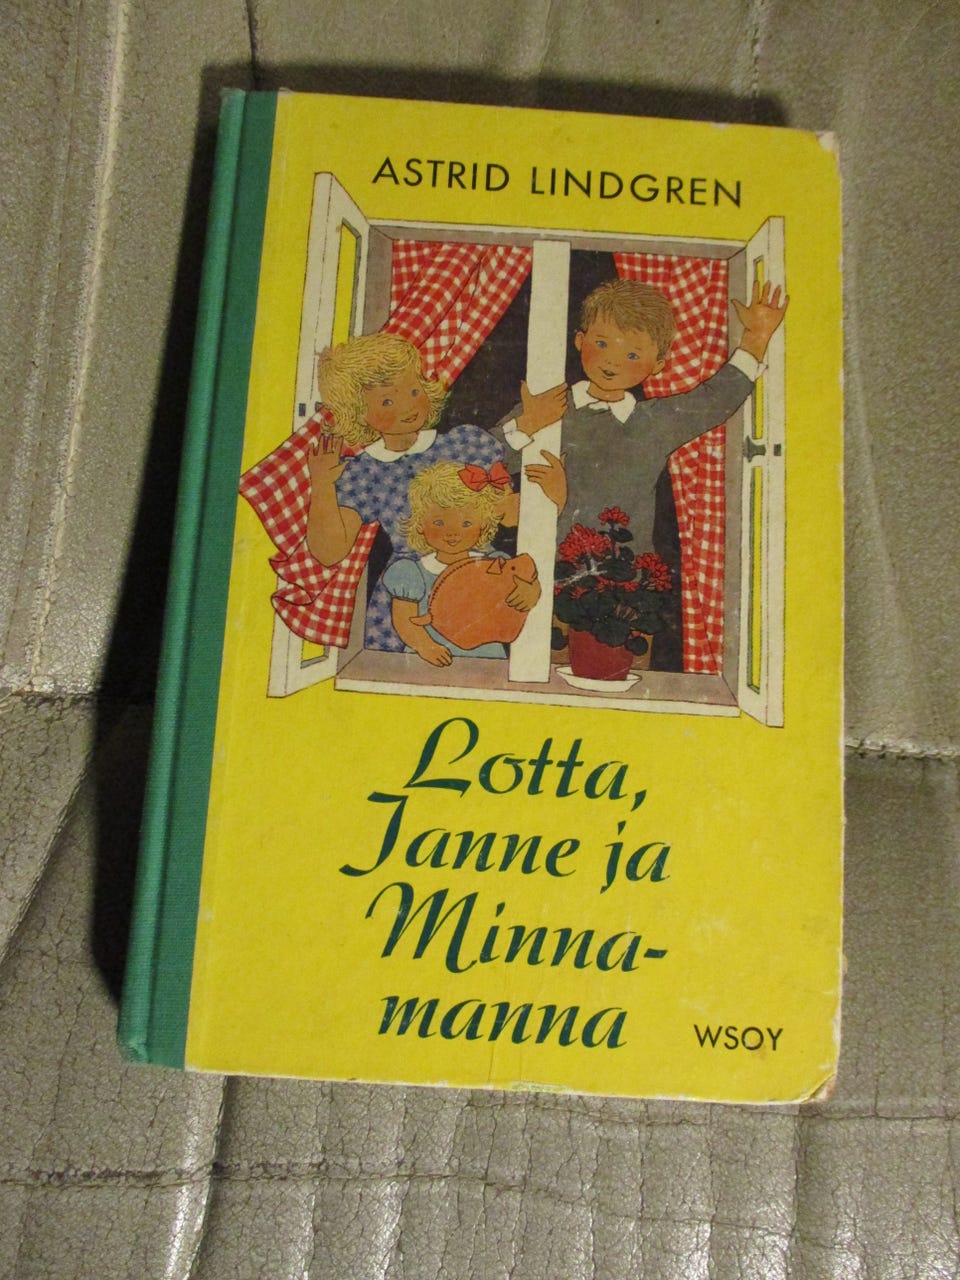 ASTRID LINDGREN
Lotta,
Janne ja
Minna-
manna
WSOY